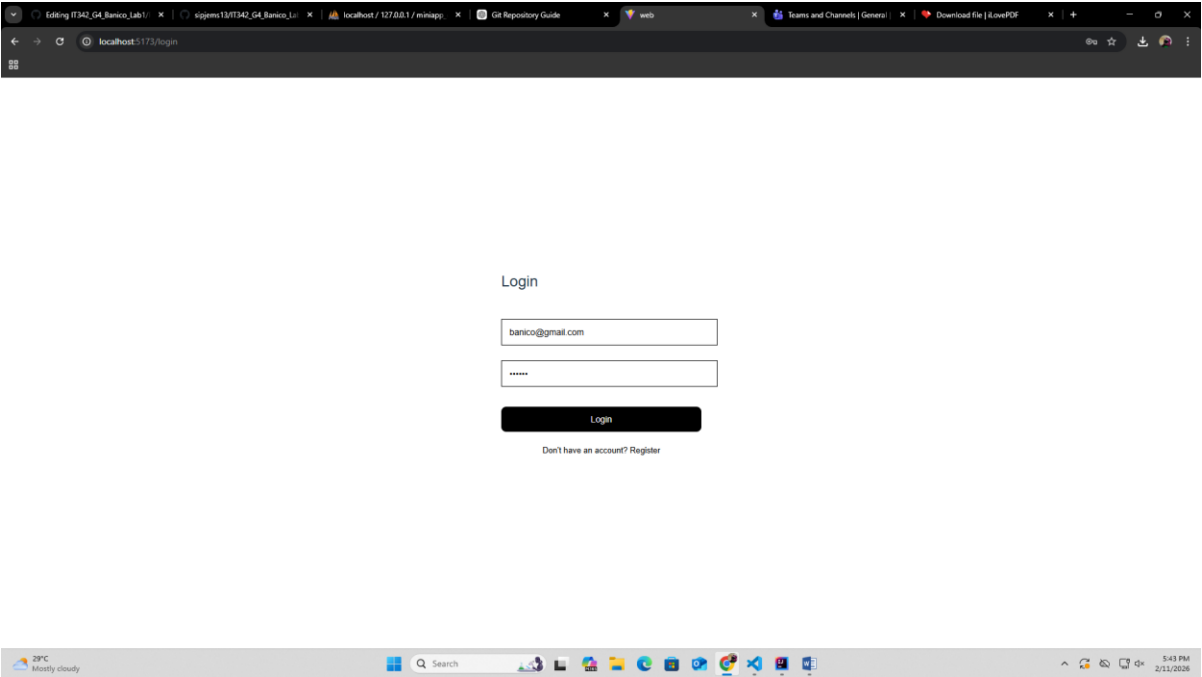 Editing IT342_G4_Banico_Lab1/
sipjems13/IT342_G4_Banico_Lal
localhost / 127.0.0.1 / miniapp_
Git Repository Guide
web
Teams and Channels | General |
Download file | iLovePDF
localhost:5173/login
Login
banico@gmail.com
••••••
Login
Don't have an account? Register
29°C
Mostly cloudy
Search
5:43 PM
2/11/2026